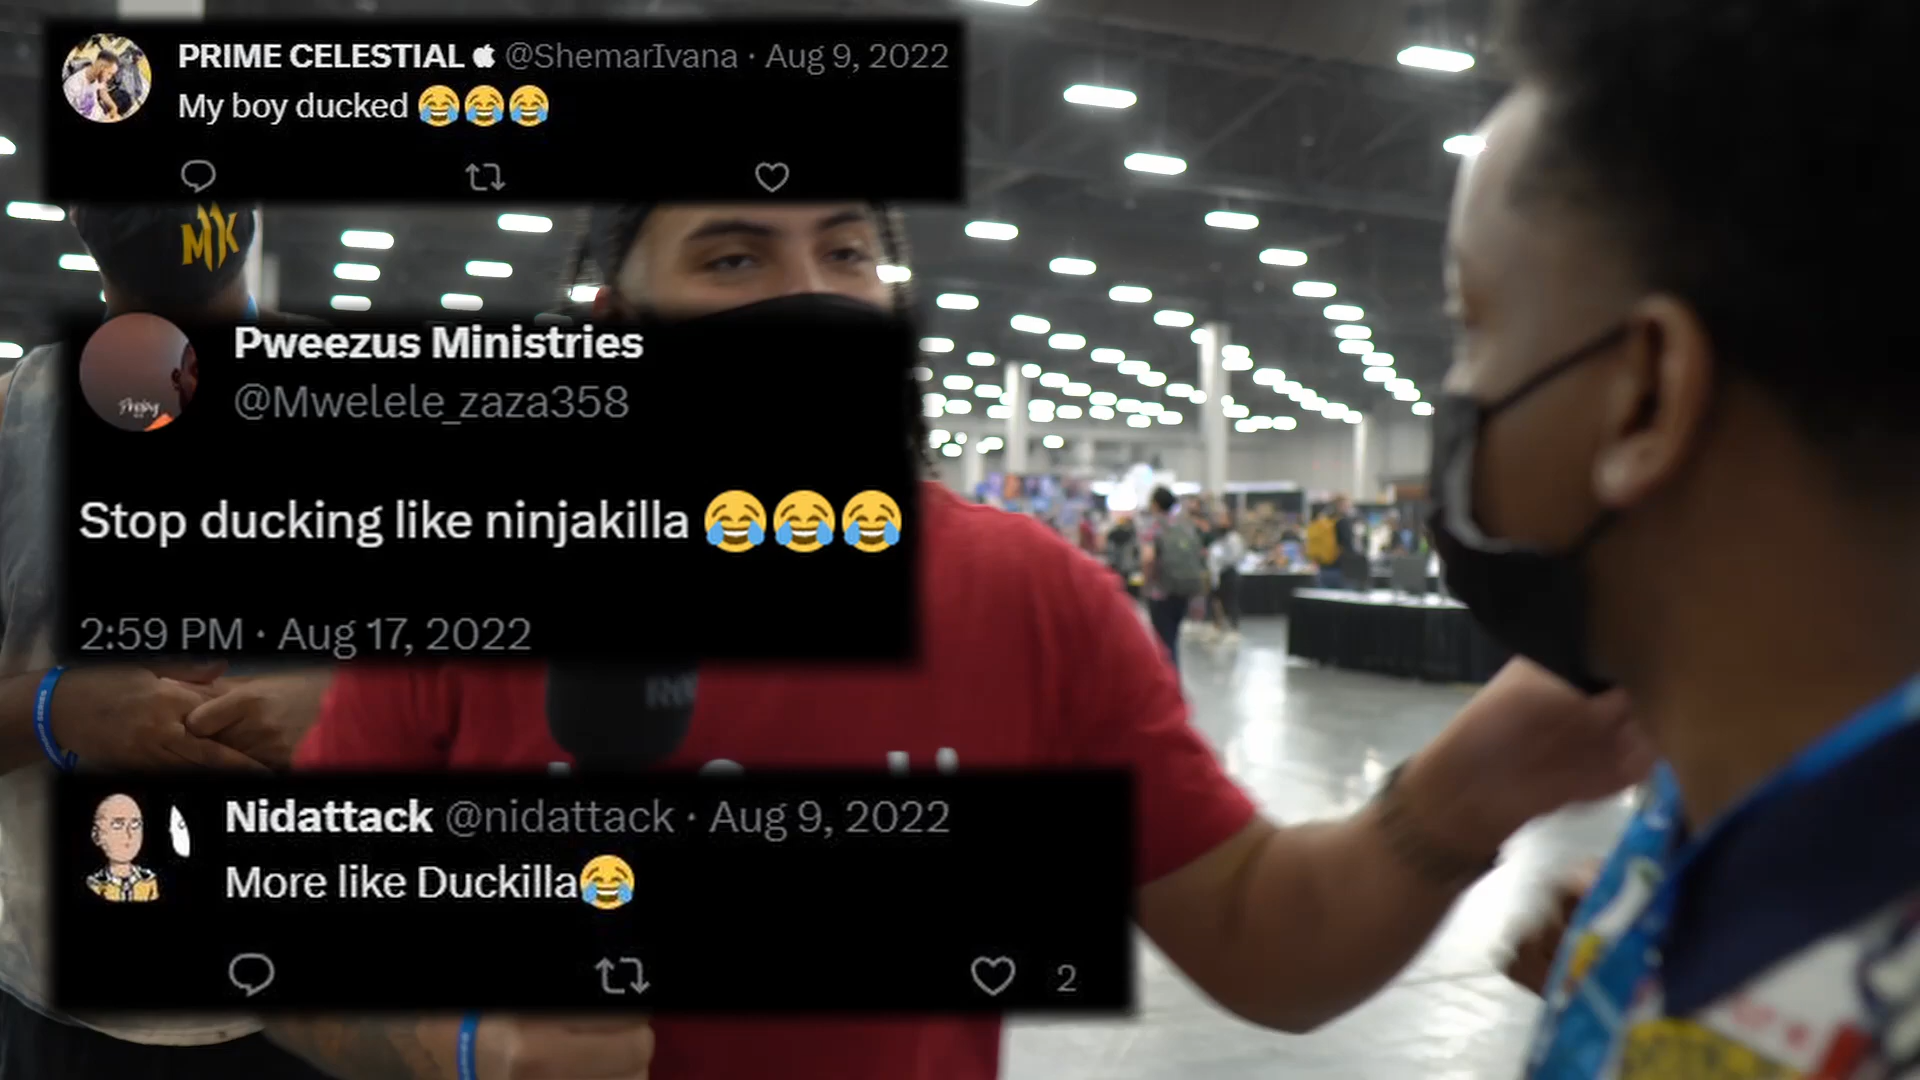 PRIME CELESTIAL @ShemarIvana · Aug 9, 2022
My boy ducked 😂😂😂
MK
Pweezus Ministries
@Mwelele_zaza358
Stop ducking like ninjakilla 😂😂😂
2:59 PM · Aug 17, 2022
Nidattack @nidattack · Aug 9, 2022
More like Duckilla😂
2